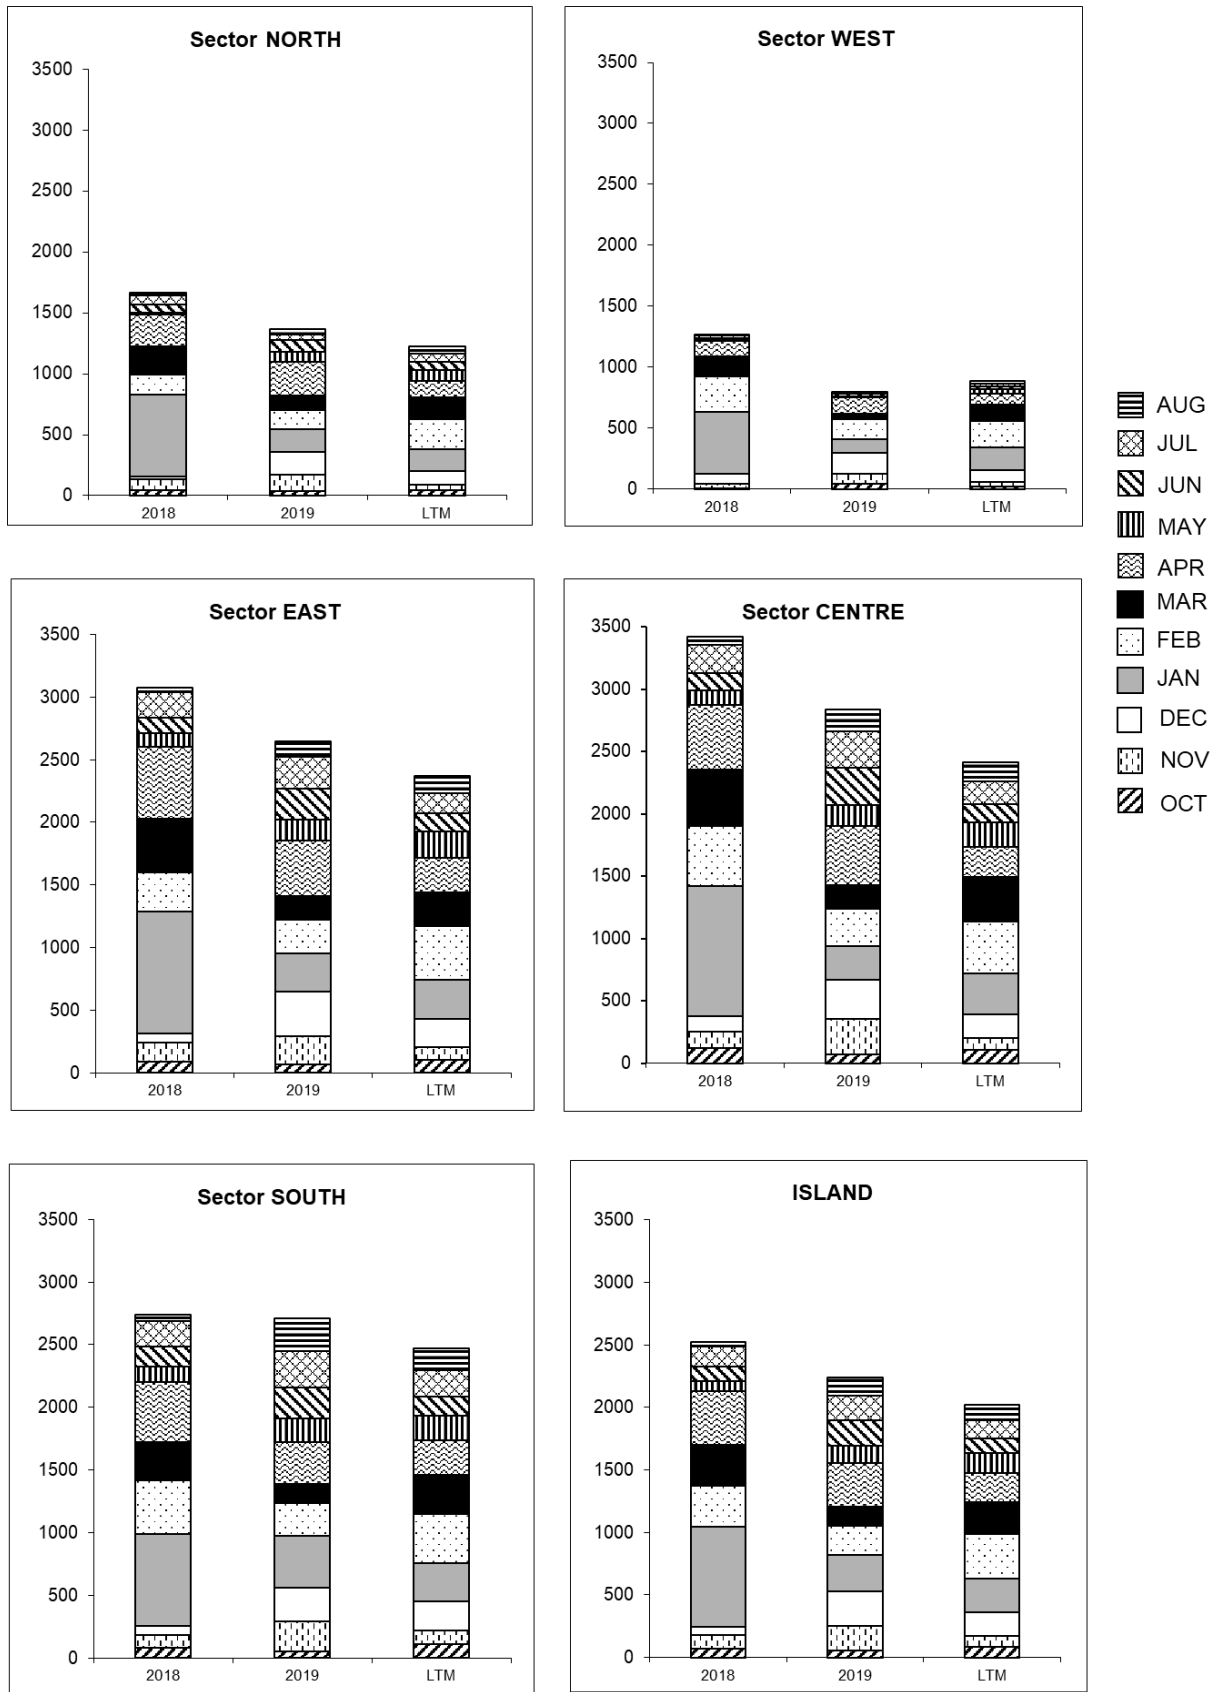 Sector NORTH
3500
3000
2500
2000
1500
1000
500
0
2018 2019 LTM
Sector WEST
3500
3000
2500
2000
1500
1000
500
0
2018 2019 LTM
AUG
JUL
JUN
MAY
APR
MAR
FEB
JAN
DEC
NOV
OCT
Sector EAST
3500
3000
2500
2000
1500
1000
500
0
2018 2019 LTM
Sector CENTRE
3500
3000
2500
2000
1500
1000
500
0
2018 2019 LTM
Sector SOUTH
3500
3000
2500
2000
1500
1000
500
0
2018 2019 LTM
ISLAND
3500
3000
2500
2000
1500
1000
500
0
2018 2019 LTM